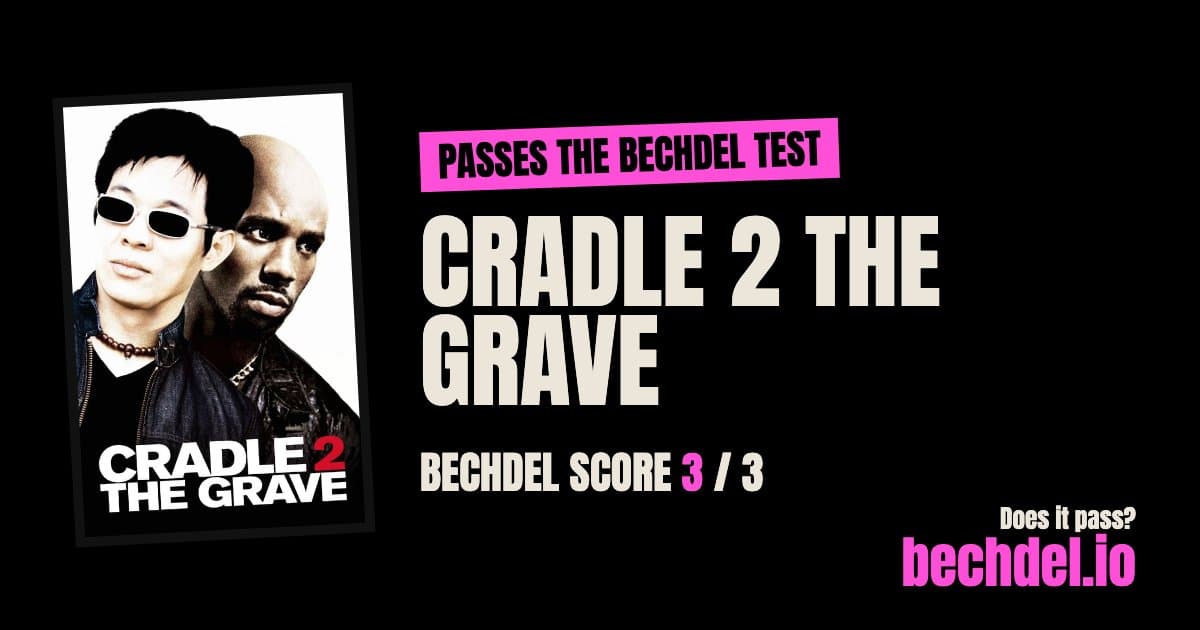 PASSES THE BECHDEL TEST
CRADLE 2 THE
GRAVE
BECHDEL SCORE 3 / 3
CRADLE 2
THE GRAVE
Does it pass?
bechdel.io